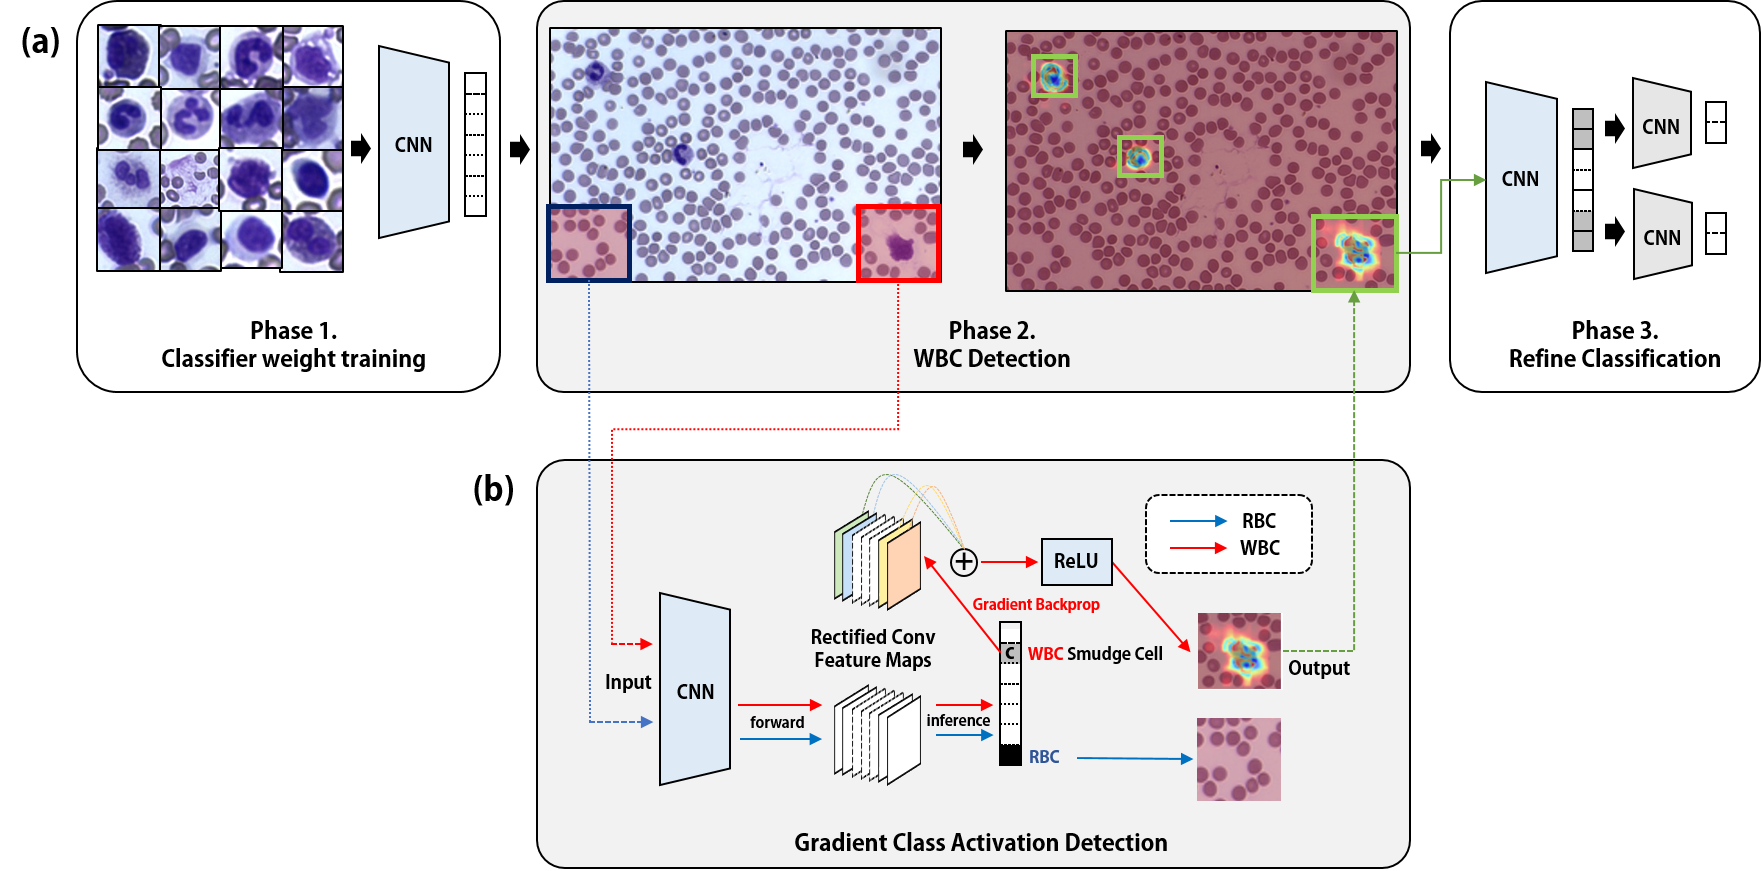 (a)
CNN
Phase 1.
Classifier weight training
Phase 2.
WBC Detection
CNN
CNN
CNN
Phase 3.
Refine Classification
(b)
RBC
WBC
ReLU
Gradient Backprop
Rectified Conv
Feature Maps
C
WBC Smudge Cell
Input
CNN
forward
inference
RBC
Output
Gradient Class Activation Detection